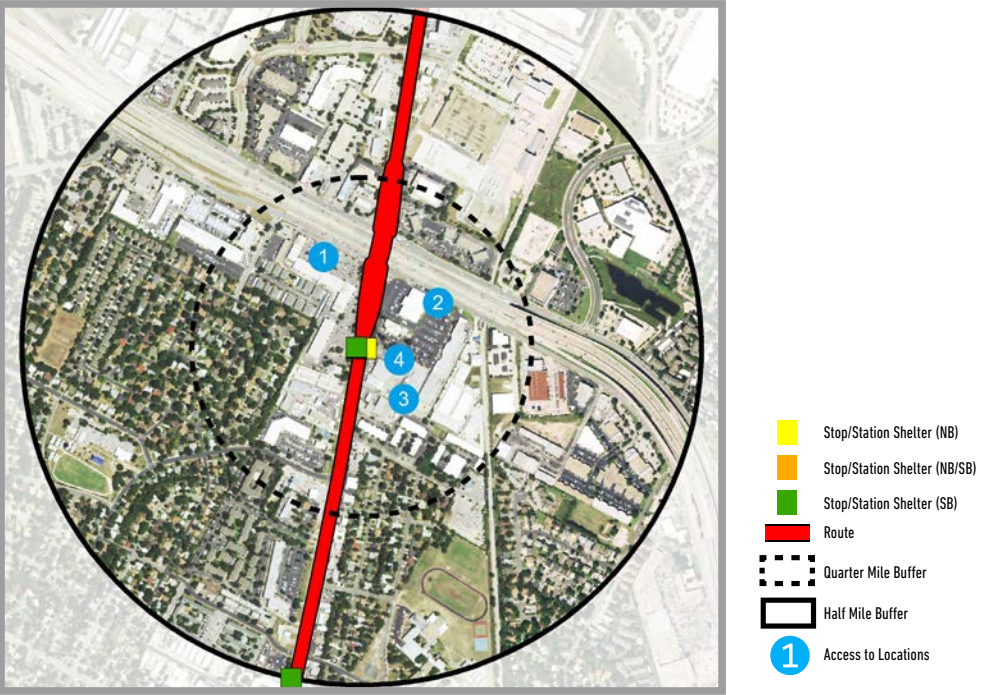 1
2
4
3
Stop/Station Shelter (NB)
Stop/Station Shelter (NB/SB)
Stop/Station Shelter (SB)
Route
Quarter Mile Buffer
Half Mile Buffer
1 Access to Locations